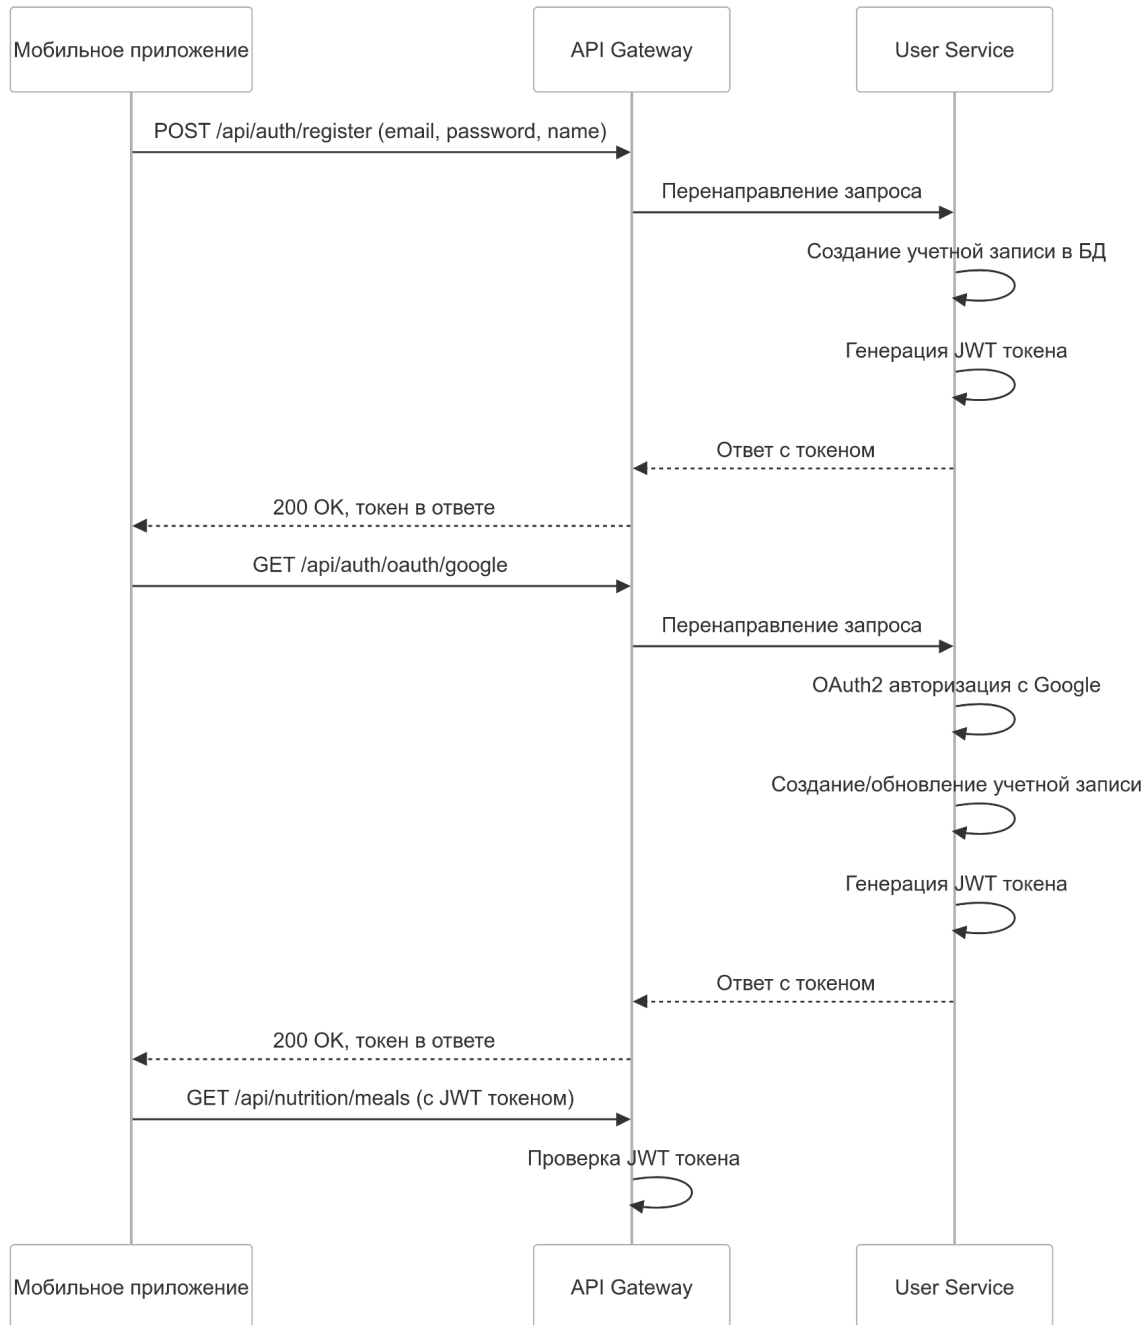 Мобильное приложение
API Gateway
User Service
POST /api/auth/register (email, password, name)
Перенаправление запроса
Создание учетной записи в БД
Генерация JWT токена
Ответ с токеном
200 OK, токен в ответе
GET /api/auth/oauth/google
Перенаправление запроса
OAuth2 авторизация с Google
Создание/обновление учетной записи
Генерация JWT токена
Ответ с токеном
200 OK, токен в ответе
GET /api/nutrition/meals (с JWT токеном)
Проверка JWT токена
Мобильное приложение
API Gateway
User Service